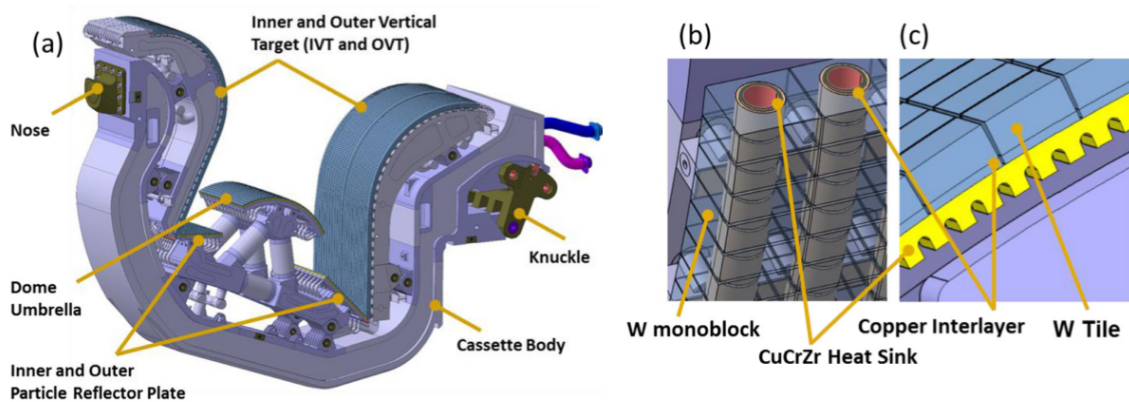 (a)
Inner and Outer Vertical
Target (IVT and OVT)
Nose
Dome
Umbrella
Inner and Outer
Particle Reflector Plate
Knuckle
Cassette Body
(b)
(c)
W monoblock
Copper Interlayer
W Tile
CuCrZr Heat Sink